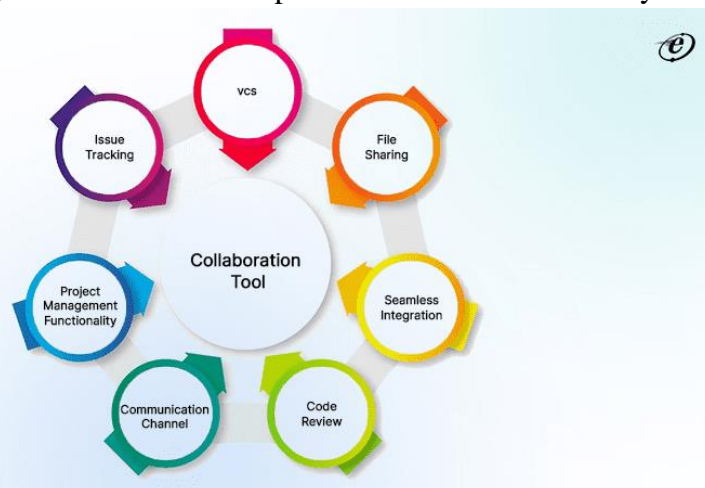 vcs
File
Sharing
Seamless
Integration
Code
Review
Communication
Channel
Project
Management
Functionality
Issue
Tracking
Collaboration
Tool
e